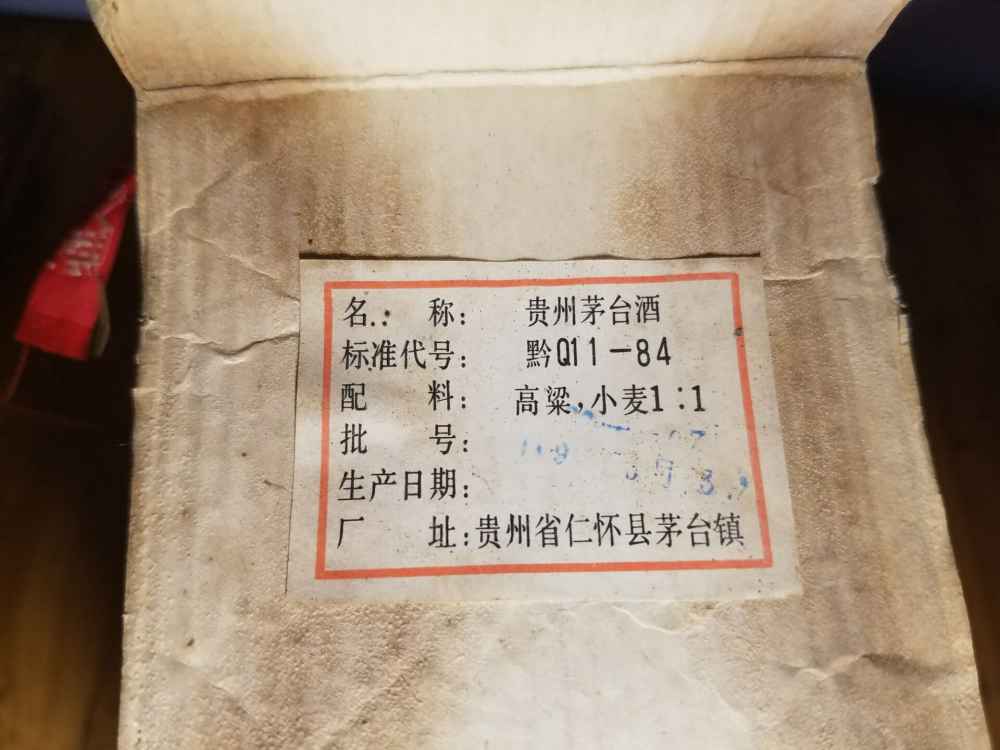 名 称: 贵州茅台酒
标准代号: 黔Q11-84
配 料: 高粱,小麦1:1
批 号:
生产日期:
厂 址:贵州省仁怀县茅台镇